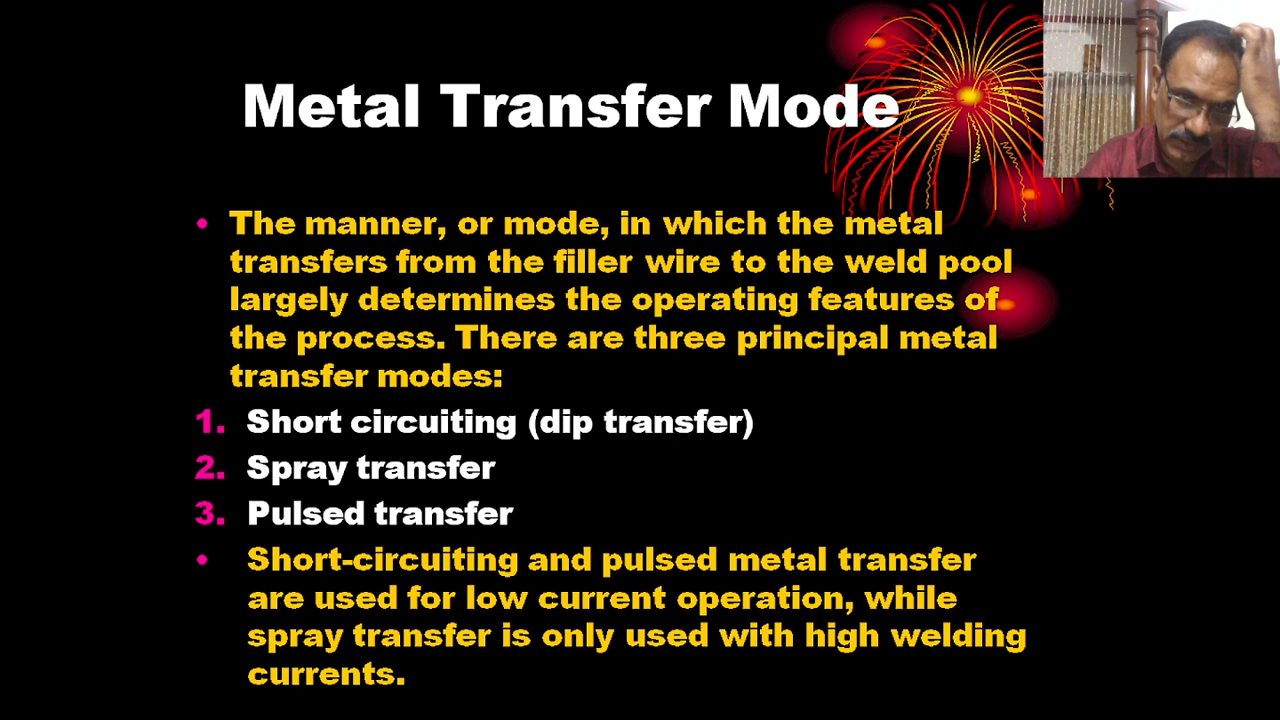 Metal Transfer Mode
• The manner, or mode, in which the metal
transfers from the filler wire to the weld pool
largely determines the operating features of
the process. There are three principal metal
transfer modes:
1. Short circuiting (dip transfer)
2. Spray transfer
3. Pulsed transfer
• Short-circuiting and pulsed metal transfer
are used for low current operation, while
spray transfer is only used with high welding
currents.